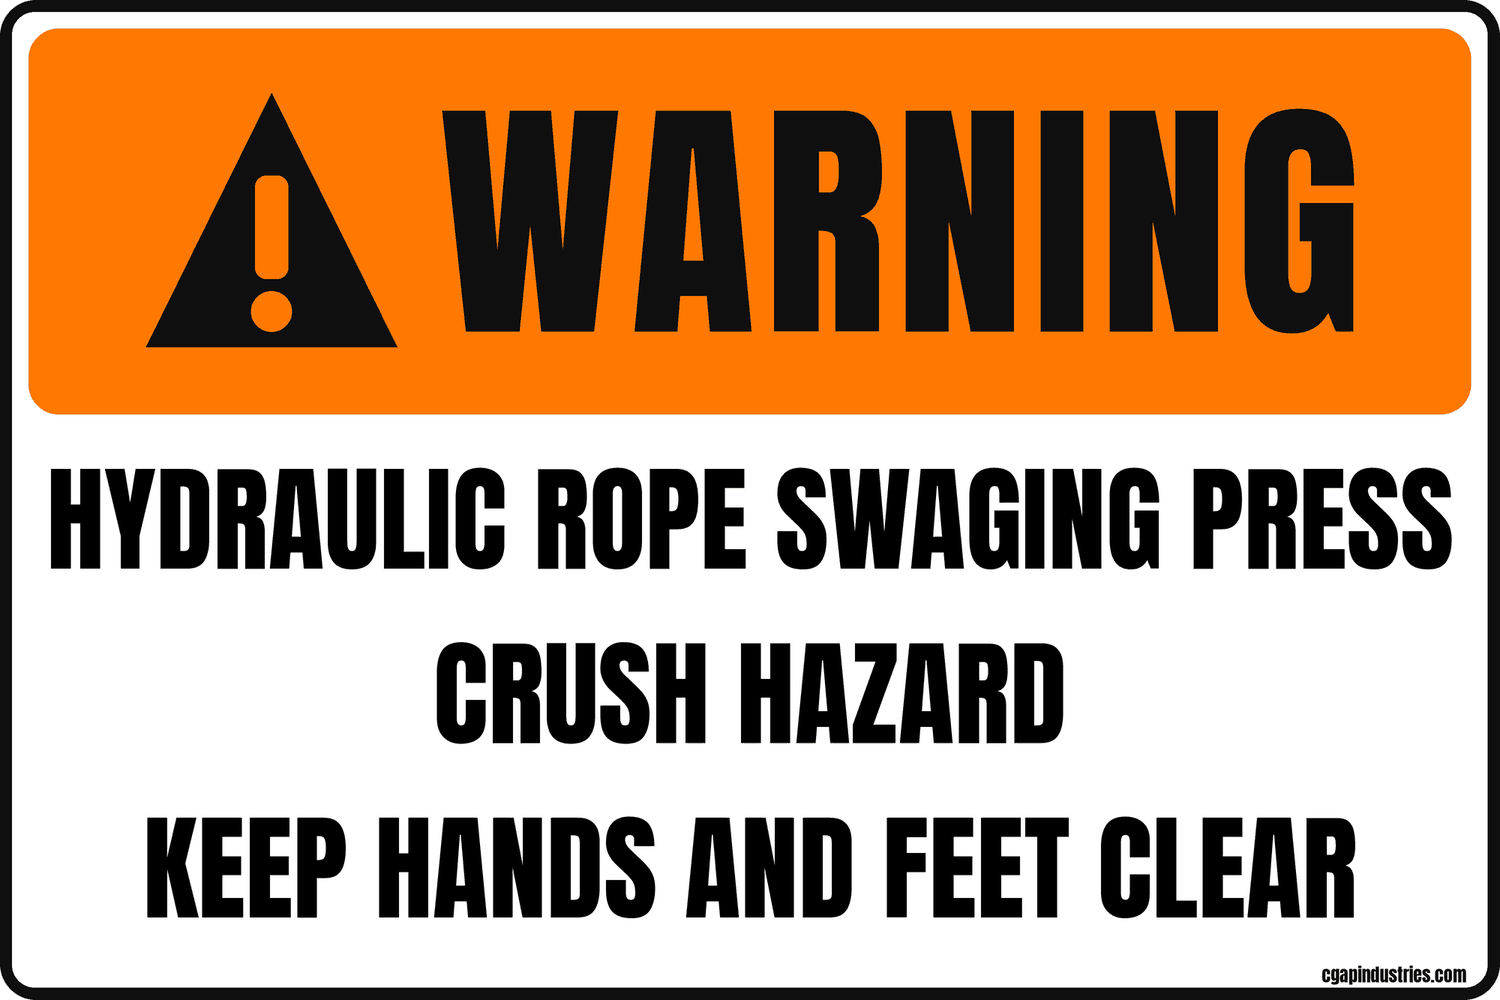 WARNING
HYDRAULIC ROPE SWAGING PRESS
CRUSH HAZARD
KEEP HANDS AND FEET CLEAR
cgapindustries.com